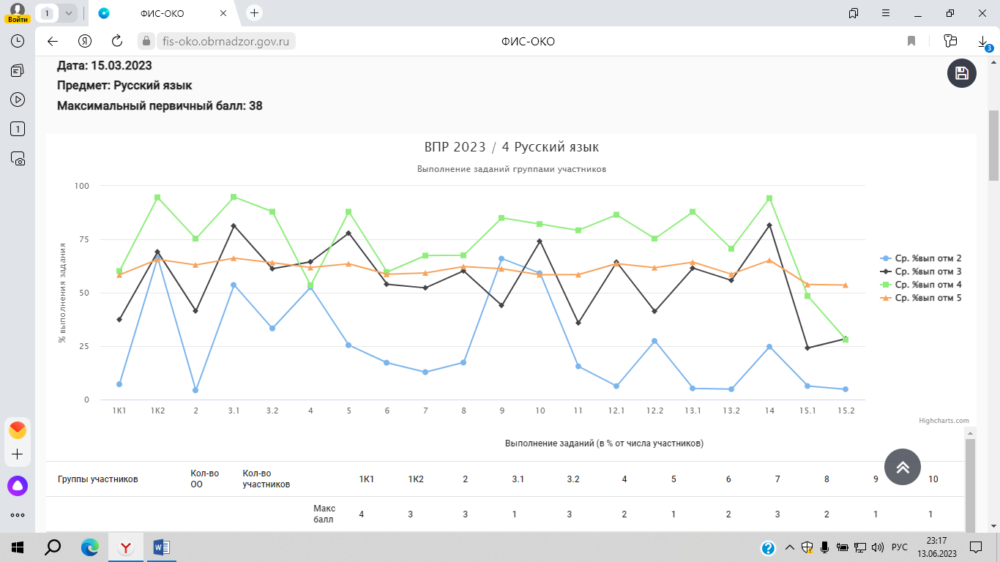 Войти
1
ФИС-ОКО
fis-oko.obrnadzor.gov.ru
ФИС-ОКО
3
1
Дата: 15.03.2023
Предмет: Русский язык
Максимальный первичный балл: 38
ВПР 2023 / 4 Русский язык
Выполнение заданий группами участников
% выполнения задания
100
75
50
25
0
1К1 1К2 2 3.1 3.2 4 5 6 7 8 9 10 11 12.1 12.2 13.1 13.2 14 15.1 15.2
Ср. %вып отм 2
Ср. %вып отм 3
Ср. %вып отм 4
Ср. %вып отм 5
Highcharts.com
Выполнение заданий (в % от числа участников)
Группы участников Кол-во ОО Кол-во участников 1К1 1К2 2 3.1 3.2 4 5 6 7 8 9 10
Макс балл 4 3 3 1 3 2 1 2 3 2 1 1
РУС
23:17
13.06.2023